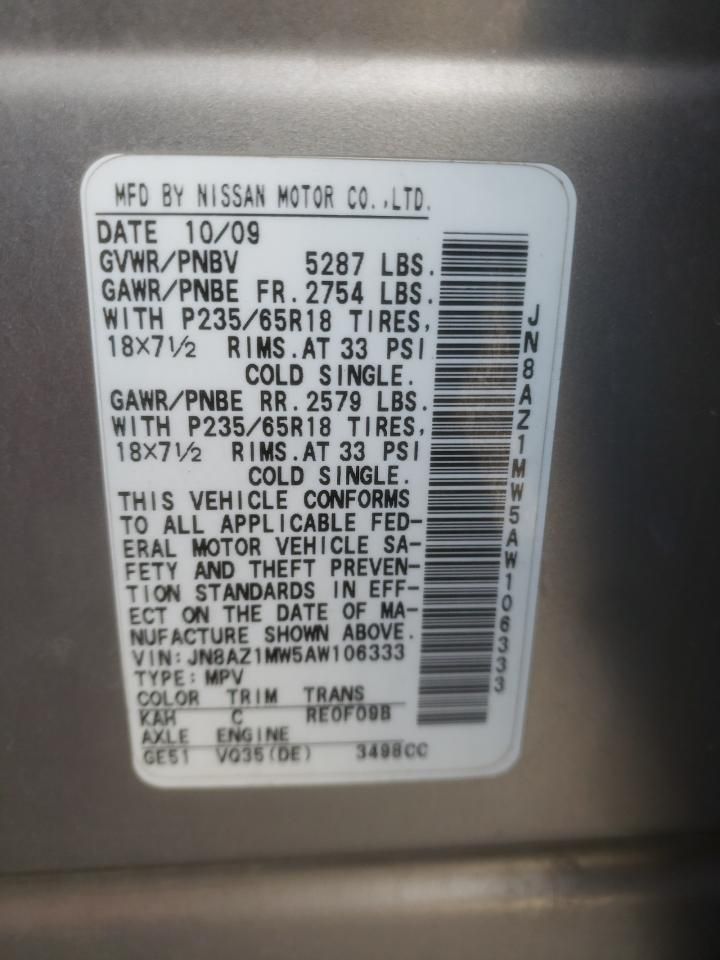 MFD BY NISSAN MOTOR CO.,LTD.
DATE 10/09
GVWR/PNBV 5287 LBS.
GAWR/PNBE FR. 2754 LBS.
WITH P235/65R18 TIRES,
18×7½ RIMS. AT 33 PSI
COLD SINGLE.
GAWR/PNBE RR. 2579 LBS.
WITH P235/65R18 TIRES,
18×7½ RIMS. AT 33 PSI
COLD SINGLE.
THIS VEHICLE CONFORMS
TO ALL APPLICABLE FED-
ERAL MOTOR VEHICLE SA-
FETY AND THEFT PREVEN-
TION STANDARDS IN EFF-
ECT ON THE DATE OF MA-
NUFACTURE SHOWN ABOVE.
VIN: JN8AZ1MW5AW106333
TYPE: MPV
COLOR TRIM TRANS
KAH C RE0F09B
AXLE ENGINE
GE51 VQ35(DE) 3498CC
JN8AZ1MW5AW106333